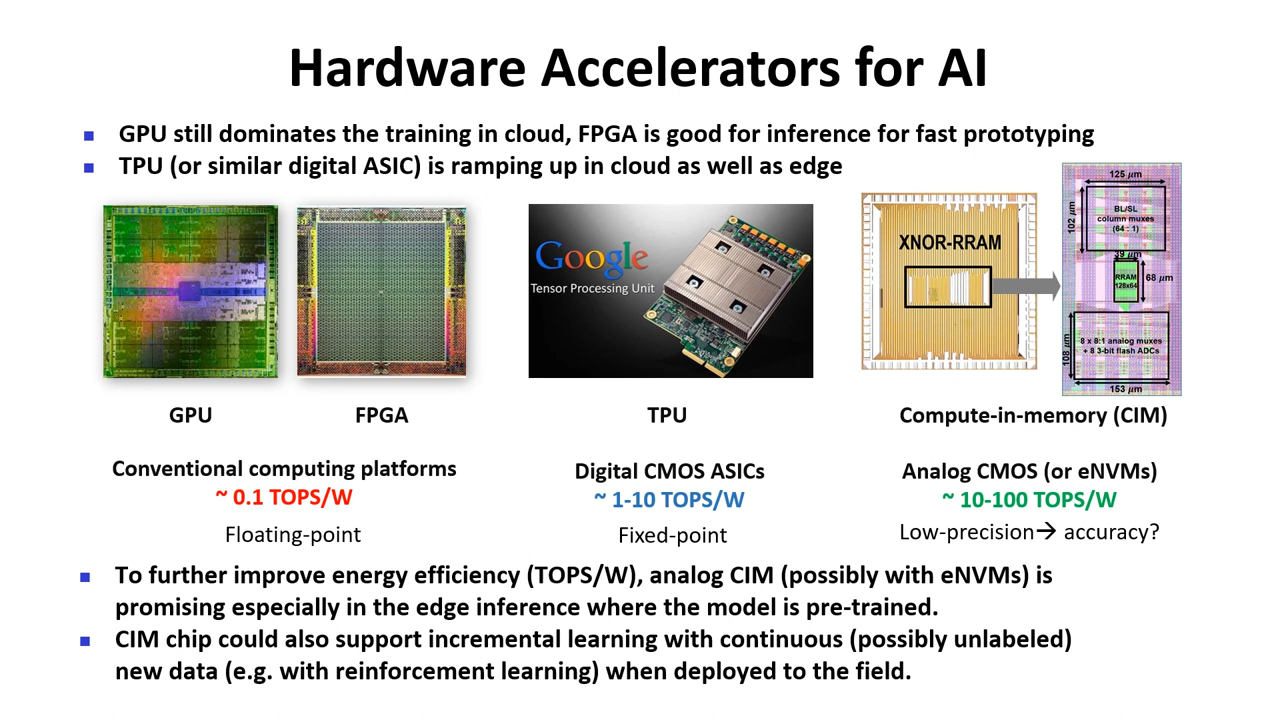 Hardware Accelerators for AI
GPU still dominates the training in cloud, FPGA is good for inference for fast prototyping
TPU (or similar digital ASIC) is ramping up in cloud as well as edge
Google
Tensor Processing Unit
XNOR-RRAM
125 μm
102 μm
BL/SL
column muxes
(64 : 1)
39 μm
RRAM
128x64
68 μm
8 x 8:1 analog muxes
+ 8 3-bit flash ADCs
108 μm
153 μm
GPU
FPGA
TPU
Compute-in-memory (CIM)
Conventional computing platforms
~ 0.1 TOPS/W
Floating-point
Digital CMOS ASICs
~ 1-10 TOPS/W
Fixed-point
Analog CMOS (or eNVMs)
~ 10-100 TOPS/W
Low-precision→ accuracy?
To further improve energy efficiency (TOPS/W), analog CIM (possibly with eNVMs) is
promising especially in the edge inference where the model is pre-trained.
CIM chip could also support incremental learning with continuous (possibly unlabeled)
new data (e.g. with reinforcement learning) when deployed to the field.